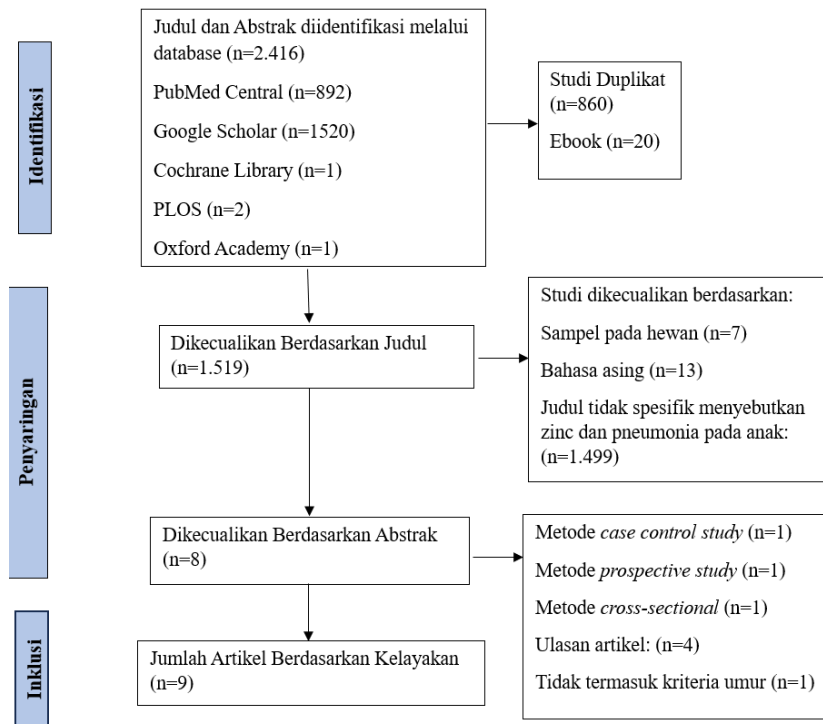 Identifikasi
Judul dan Abstrak diidentifikasi melalui
database (n=2.416)
PubMed Central (n=892)
Google Scholar (n=1520)
Cochrane Library (n=1)
PLOS (n=2)
Oxford Academy (n=1)
Studi Duplikat
(n=860)
Ebook (n=20)
Penyaringan
Dikecualikan Berdasarkan Judul
(n=1.519)
Studi dikecualikan berdasarkan:
Sampel pada hewan (n=7)
Bahasa asing (n=13)
Judul tidak spesifik menyebutkan
zinc dan pneumonia pada anak:
(n=1.499)
Dikecualikan Berdasarkan Abstrak
(n=8)
Metode case control study (n=1)
Metode prospective study (n=1)
Metode cross-sectional (n=1)
Ulasan artikel: (n=4)
Tidak termasuk kriteria umur (n=1)
Inklusi
Jumlah Artikel Berdasarkan Kelayakan
(n=9)